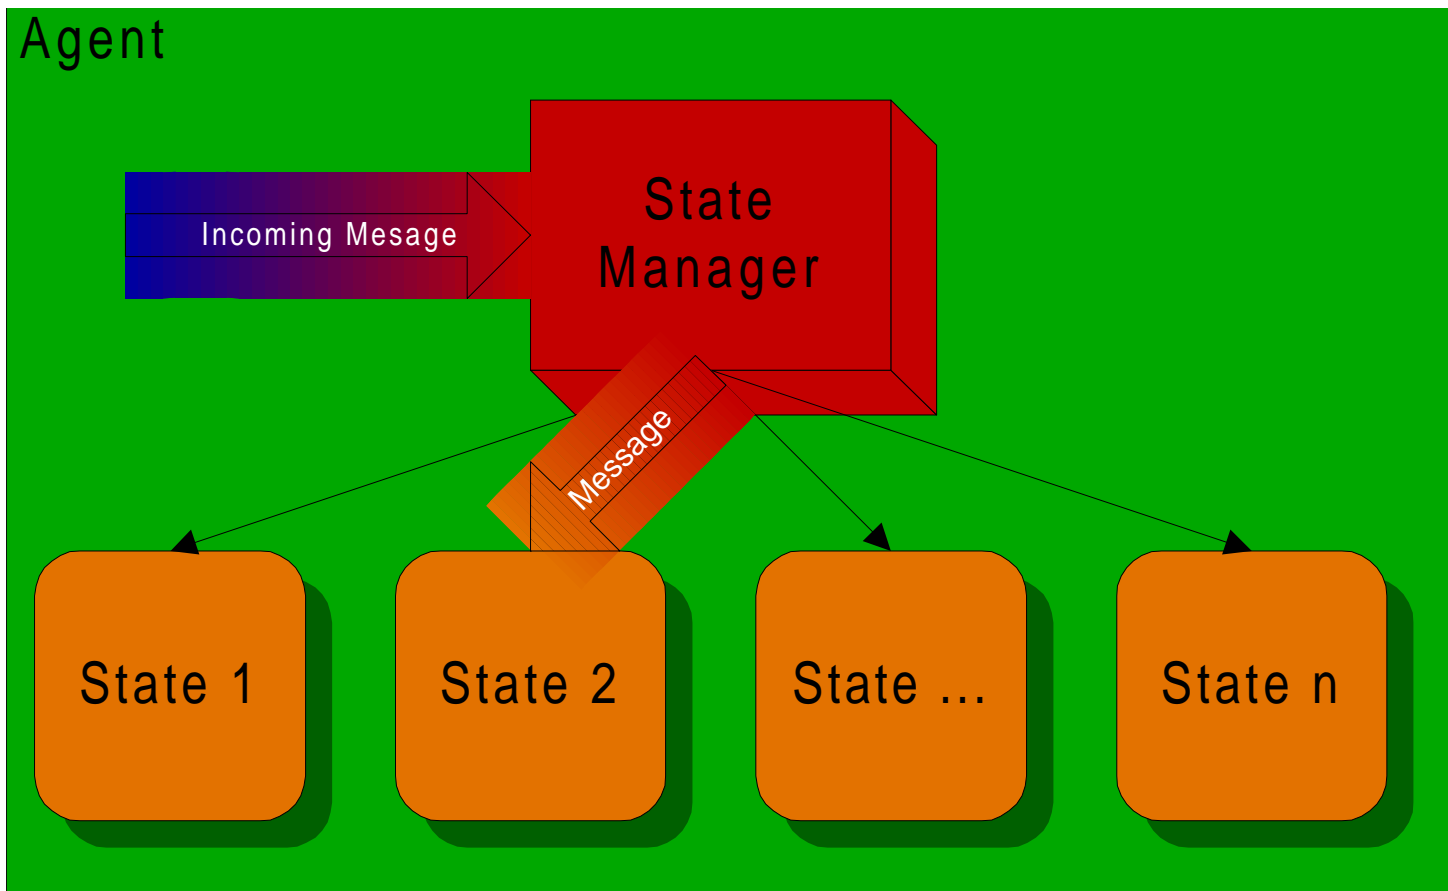 Agent
State
Manager
Incoming Mesage
Message
State 1
State 2
State ...
State n